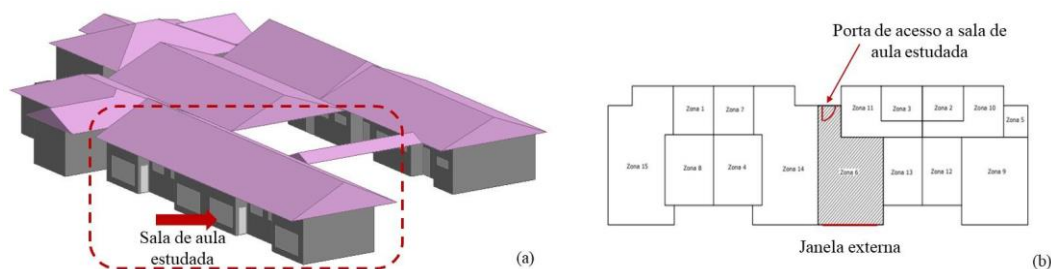 Sala de aula
estudada
(a)
Porta de acesso a sala de
aula estudada
Zona 1
Zona 7
Zona 11
Zona 3
Zona 2
Zona 10
Zona 5
Zona 15
Zona 8
Zona 4
Zona 14
Zona 6
Zona 13
Zona 12
Zona 9
Janela externa
(b)